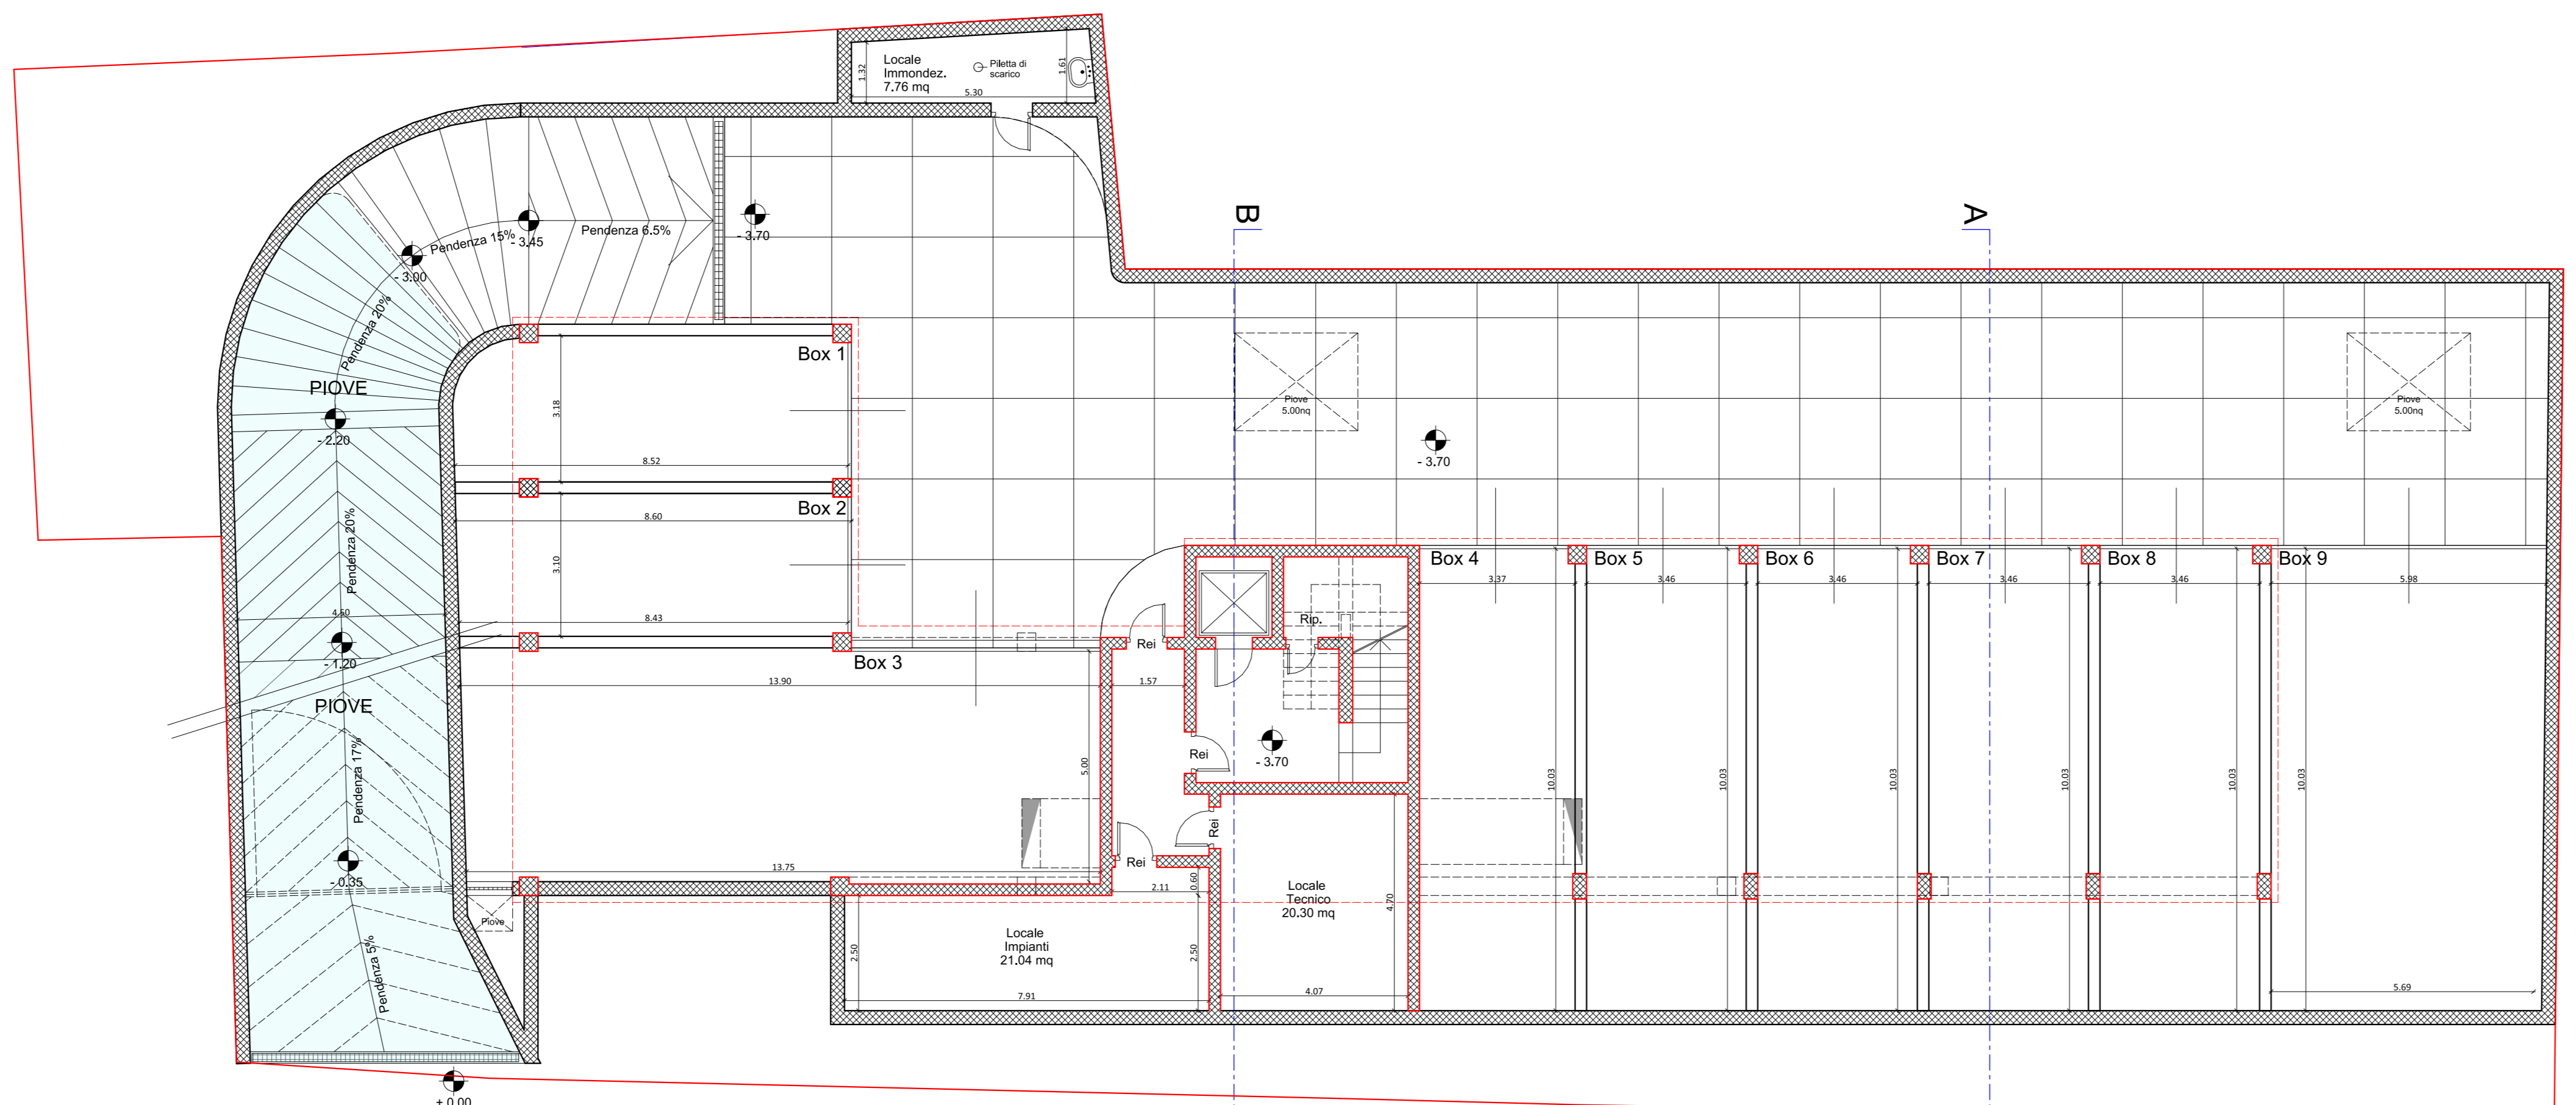 Locale
Immondez.
7.76 mq
Piletta di
scarico
1.32
1.61
5.30
B
A
Pendenza 15%
- 3.45
Pendenza 6.5%
- 3.70
- 3.00
Pendenza 20%
PIOVE
- 2.20
Box 1
3.18
8.52
Box 2
8.60
3.10
8.43
Piove
5.00nq
Piove
5.00nq
- 3.70
Pendenza 20%
4.50
- 1.20
PIOVE
Pendenza 17%
- 0.35
Pendenza 5%
± 0.00
Box 3
13.90
1.57
5.00
13.75
Piove
Rei
Rip.
Rei
- 3.70
Rei
Rei
2.11
0.60
Box 4
Box 5
Box 6
Box 7
Box 8
Box 9
3.37
3.46
3.46
3.46
3.46
5.98
10.03
10.03
10.03
10.03
10.03
10.03
Locale
Impianti
21.04 mq
2.50
2.50
7.91
Locale
Tecnico
20.30 mq
4.70
4.07
5.69